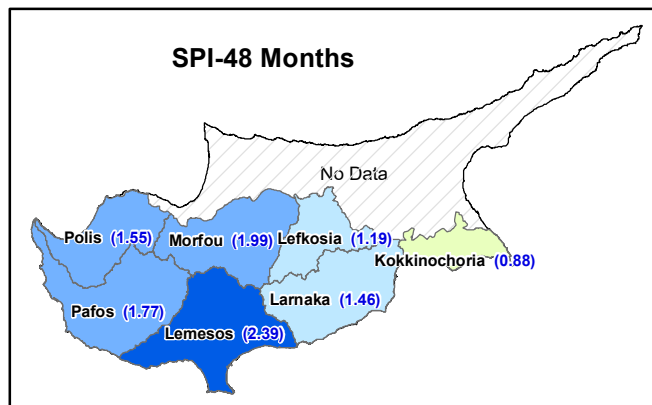 SPI-48 Months
No Data
Polis (1.55)
Morfou (1.99)
Lefkosia (1.19)
Kokkinochoria (0.88)
Pafos (1.77)
Larnaka (1.46)
Lemesos (2.39)